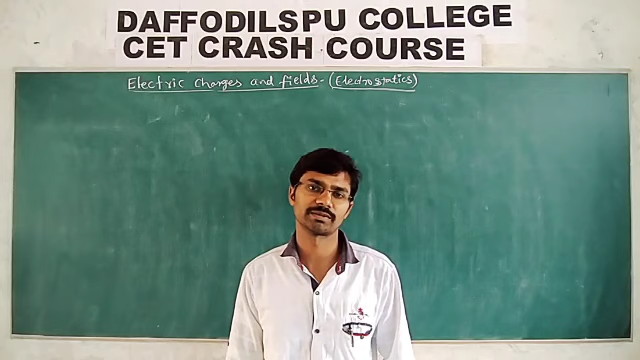 DAFFODILSPU COLLEGE
CET CRASH COURSE
Electric charges and fields. (Electrostatics)